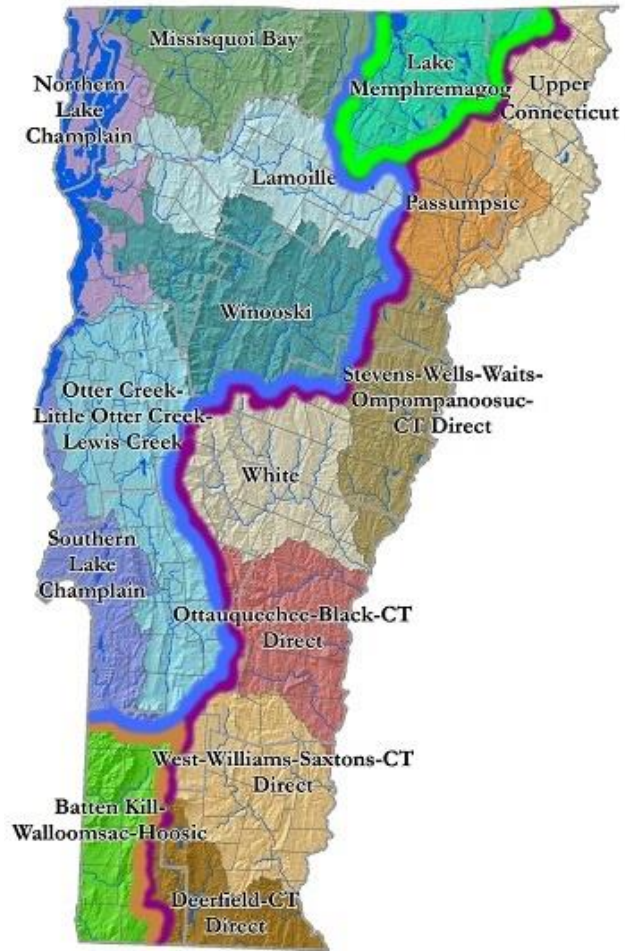 Missisquoi Bay
Lake
Memphremagog
Northern
Lake
Champlain
Upper
Connecticut
Lamoille
Passumpsic
Winooski
Stevens-Wells-Waits-
Ompompanoosuc-
CT Direct
Otter Creek-
Little Otter Creek-
Lewis Creek
White
Southern
Lake
Champlain
Ottauquechee-Black-CT
Direct
West-Williams-Saxtons-CT
Direct
Batten Kill-
Walloomsac-Hoosic
Deerfield-CT
Direct